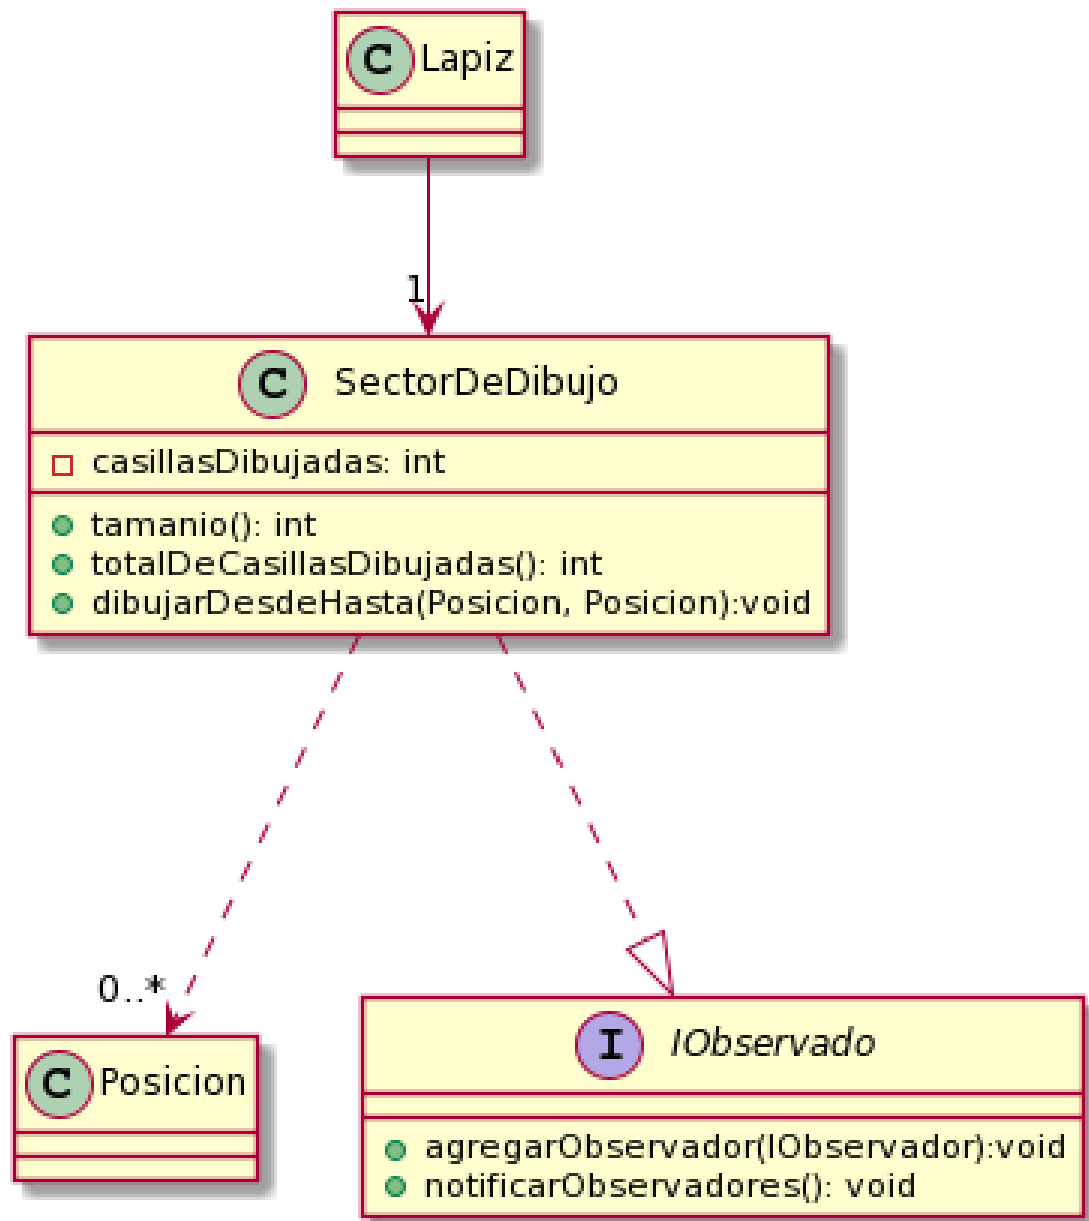 C Lapiz
1
C SectorDeDibujo
casillasDibujadas: int
tamanio(): int
totalDeCasillasDibujadas(): int
dibujarDesdeHasta(Posicion, Posicion):void
0..*
C Posicion
I IObservado
agregarObservador(IObservador):void
notificarObservadores(): void